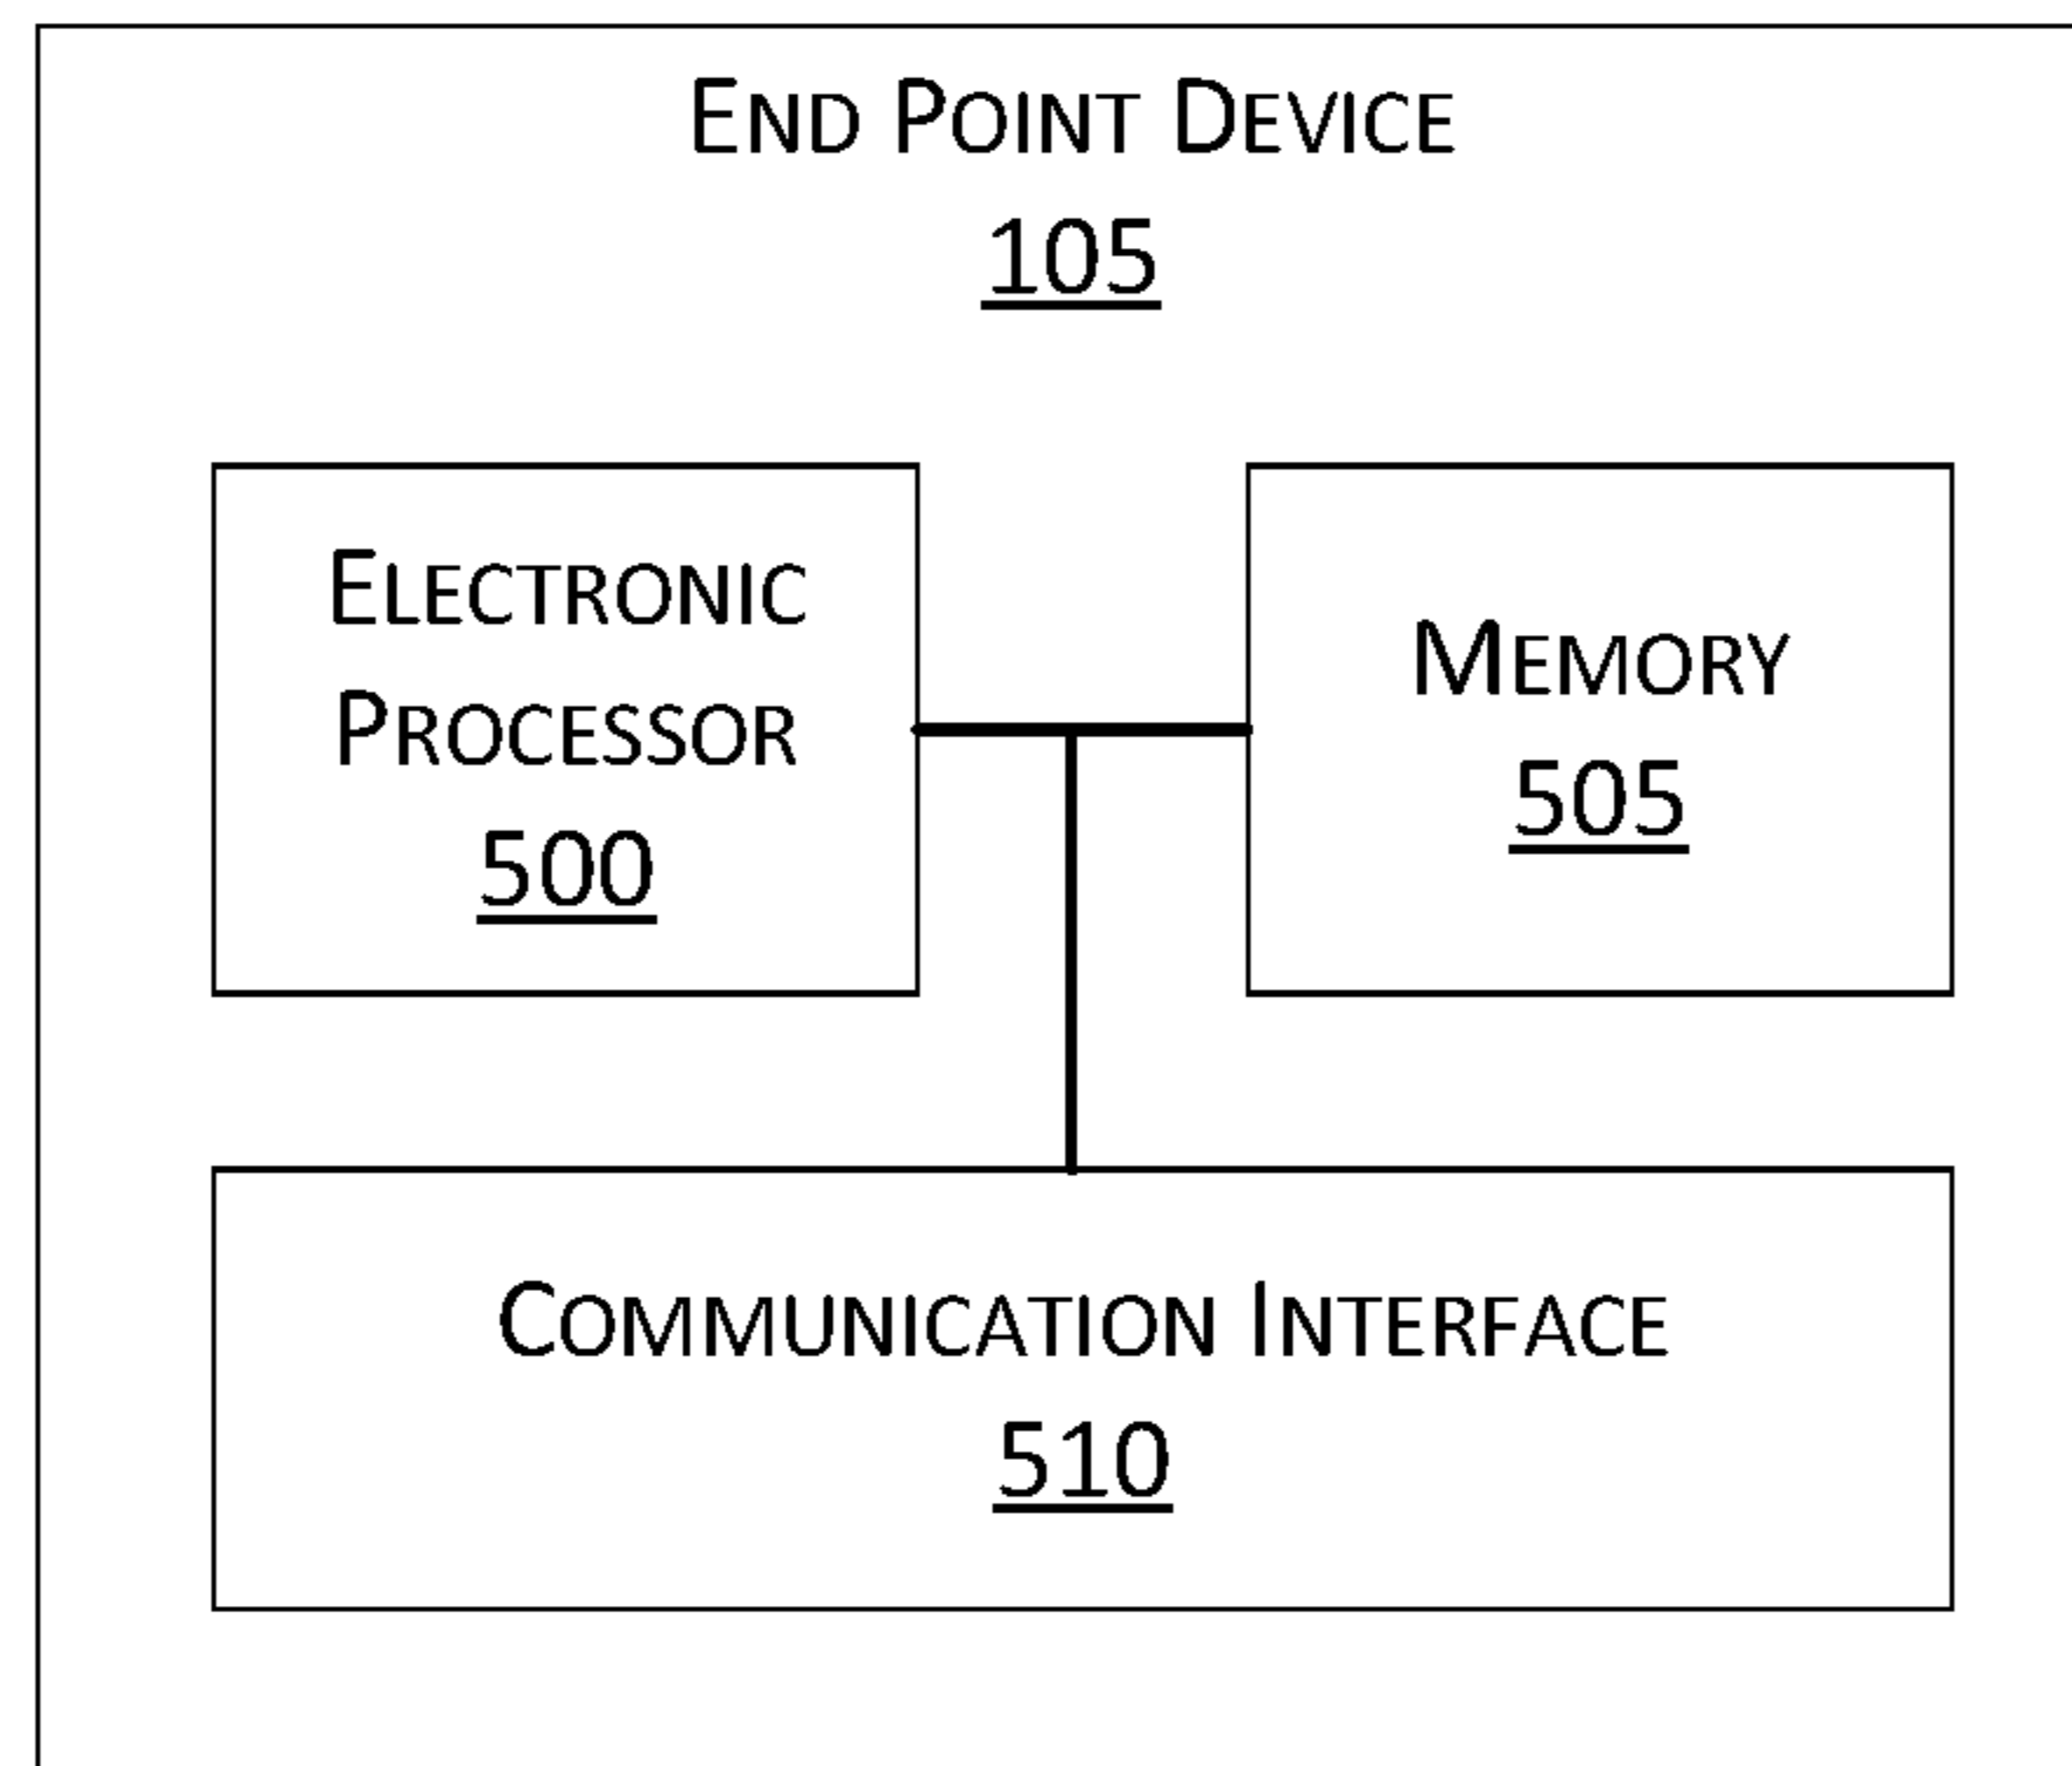 END POINT DEVICE
105
ELECTRONIC
PROCESSOR
500
MEMORY
505
COMMUNICATION INTERFACE
510